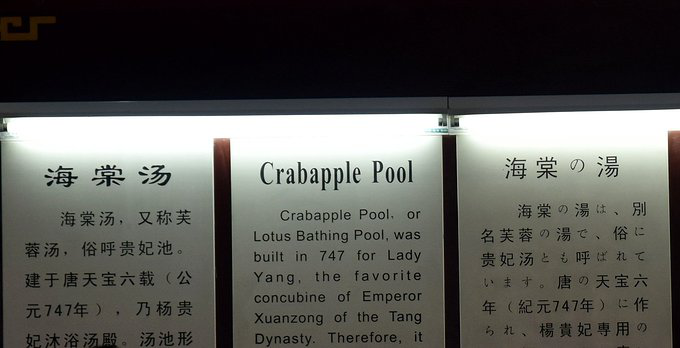 海棠汤
海棠汤，又称芙
蓉汤，俗呼贵妃池。
建于唐天宝六载（公
元747年），乃杨贵
妃沐浴汤殿。汤池形
Crabapple Pool
Crabapple Pool, or
Lotus Bathing Pool, was
built in 747 for Lady
Yang, the favorite
concubine of Emperor
Xuanzong of the Tang
Dynasty. Therefore, it
海棠の湯
海棠の湯は、別
名芙蓉の湯で、俗に
贵妃汤とも呼ばれて
います。唐の天宝六
年（紀元747年）に作
られ、楊貴妃専用の